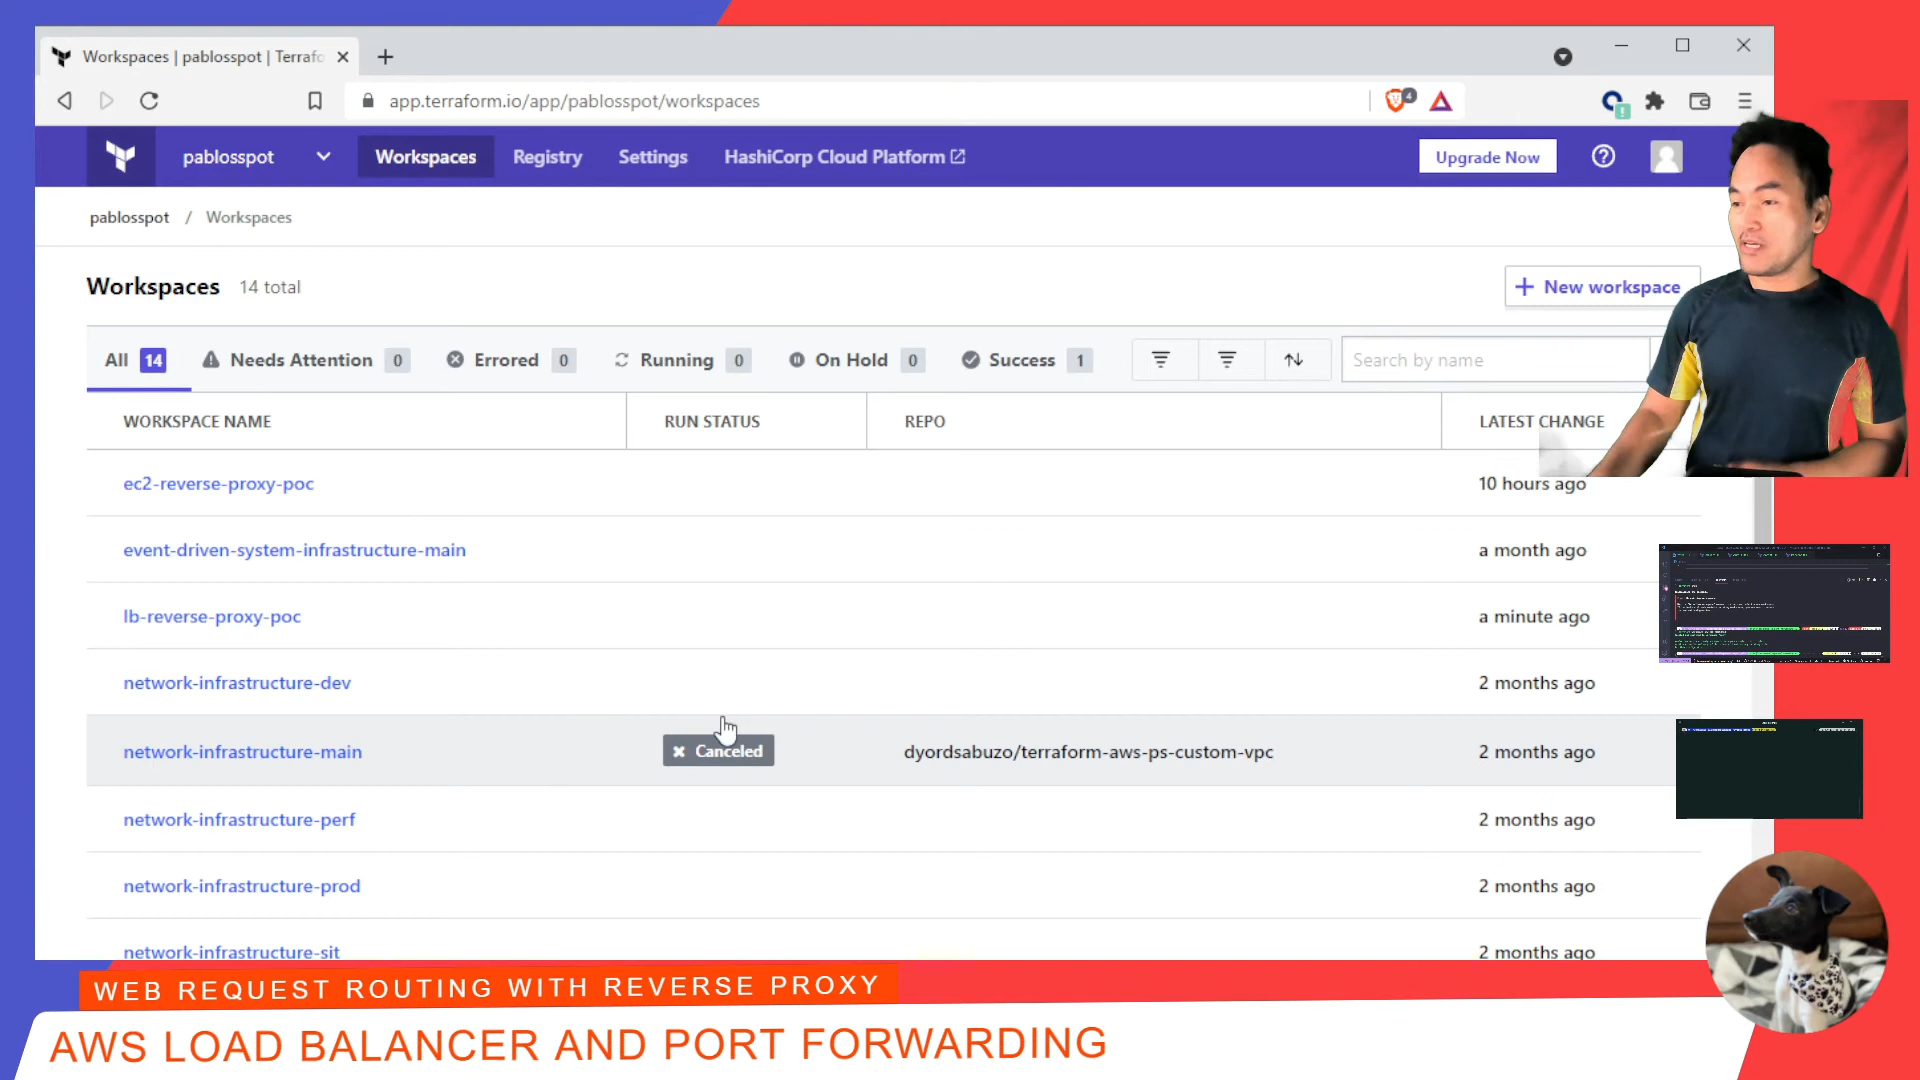 Workspaces | pablosspot | Terrafo
app.terraform.io/app/pablosspot/workspaces
4
pablosspot
Workspaces
Registry
Settings
HashiCorp Cloud Platform
Upgrade Now
pablosspot / Workspaces
Workspaces 14 total
+ New workspace
All 14
Needs Attention 0
Errored 0
Running 0
On Hold 0
Success 1
Search by name
WORKSPACE NAME RUN STATUS REPO LATEST CHANGE
ec2-reverse-proxy-poc 10 hours ago
event-driven-system-infrastructure-main a month ago
lb-reverse-proxy-poc a minute ago
network-infrastructure-dev 2 months ago
network-infrastructure-main Canceled dyordsabuzo/terraform-aws-ps-custom-vpc 2 months ago
network-infrastructure-perf 2 months ago
network-infrastructure-prod 2 months ago
network-infrastructure-sit 2 months ago
WEB REQUEST ROUTING WITH REVERSE PROXY
AWS LOAD BALANCER AND PORT FORWARDING